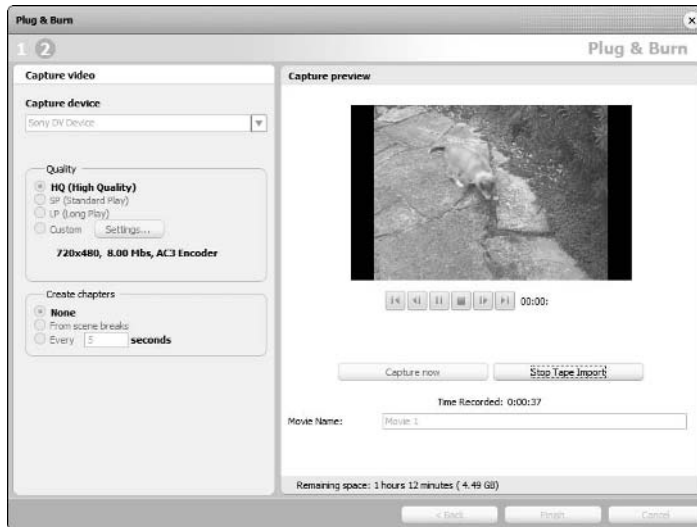 Plug & Burn
1 2
Plug & Burn
Capture video
Capture device
Sony DV Device
Quality
HQ (High Quality)
SP (Standard Play)
LP (Long Play)
Custom Settings...
720x480, 8.00 Mbs, AC3 Encoder
Create chapters
None
From scene breaks
Every 5 seconds
Capture preview
00:00:
Capture now Stop Tape Import
Time Recorded: 0:00:37
Movie Name: Movie 1
Remaining space: 1 hours 12 minutes ( 4.49 GB)
< Back Finish Cancel